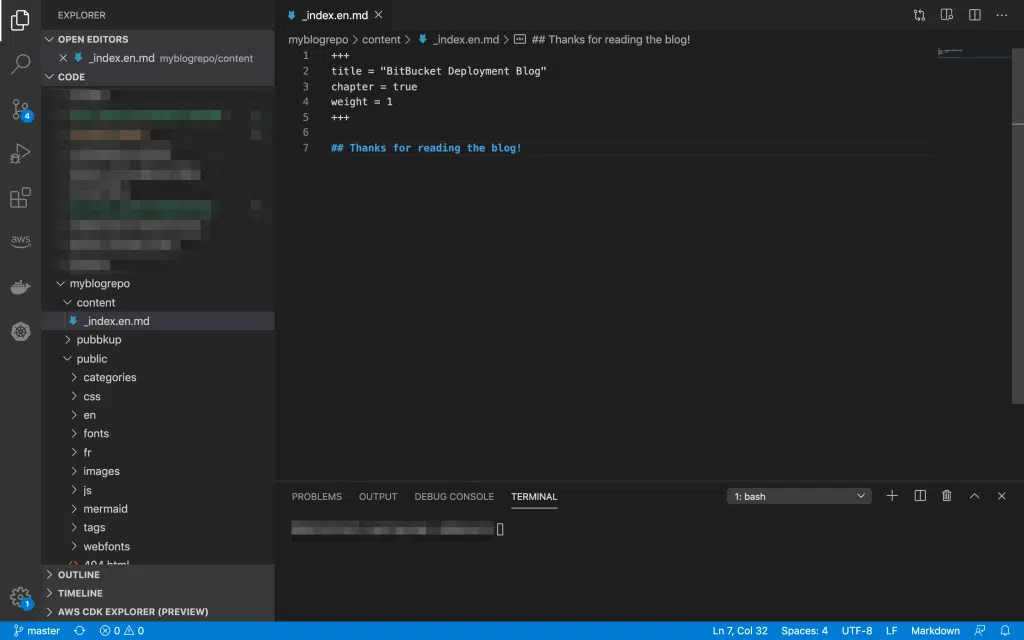 EXPLORER
OPEN EDITORS
_index.en.md myblogrepo/content
CODE
myblogrepo
content
_index.en.md
pubbkup
public
categories
css
en
fonts
fr
images
js
mermaid
tags
webfonts
404.html
OUTLINE
TIMELINE
AWS CDK EXPLORER (PREVIEW)
4
aws
1
_index.en.md
myblogrepo > content > _index.en.md > ## Thanks for reading the blog!
1 +++
2 title = "BitBucket Deployment Blog"
3 chapter = true
4 weight = 1
5 +++
6
7 ## Thanks for reading the blog!
PROBLEMS OUTPUT DEBUG CONSOLE TERMINAL 1: bash
master 0 0 Ln 7, Col 32 Spaces: 4 UTF-8 LF Markdown